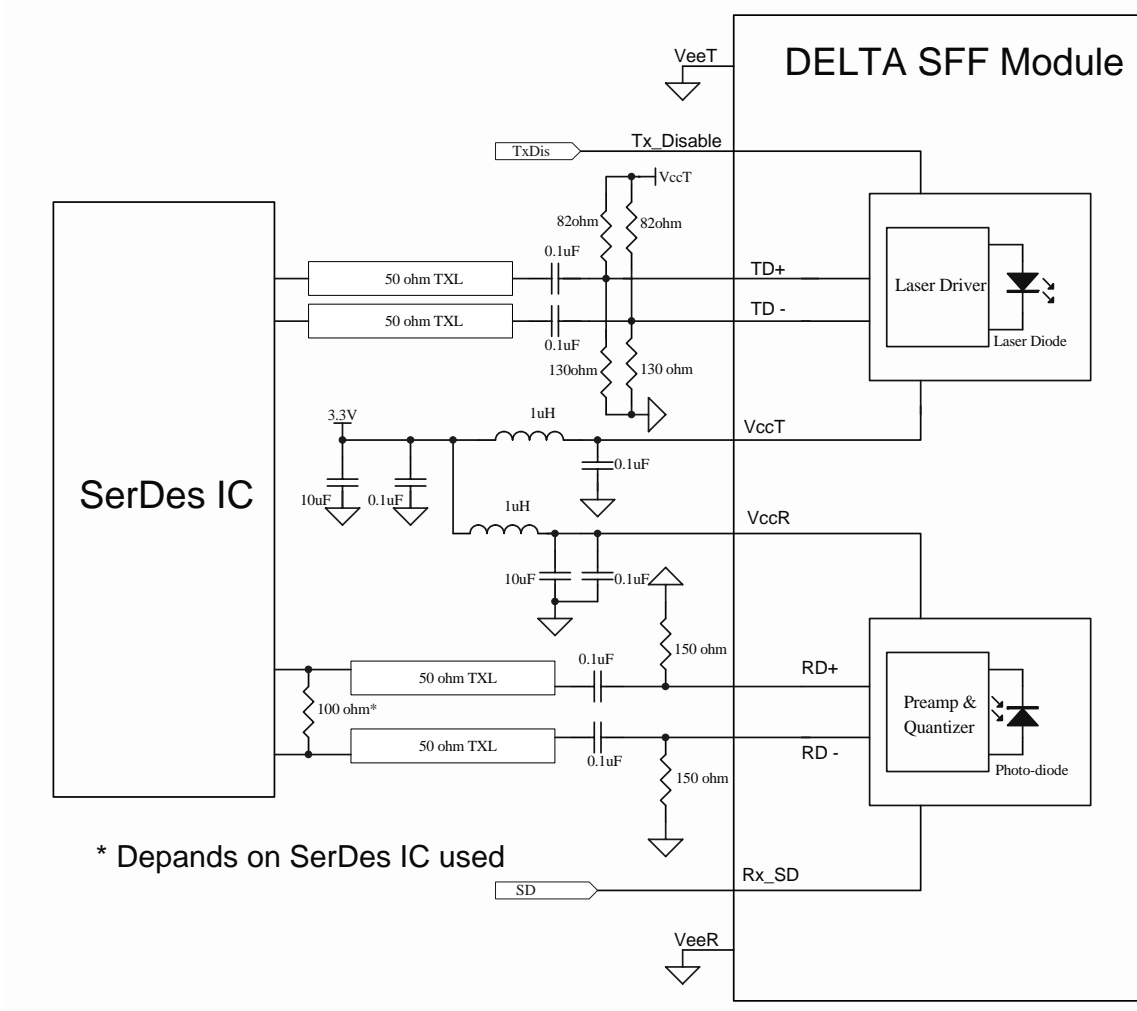 DELTA SFF Module
VeeT
Tx_Disable
TxDis
VccT
82ohm
82ohm
0.1uF
50 ohm TXL
TD+
Laser Driver
50 ohm TXL
TD -
0.1uF
Laser Diode
130ohm
130 ohm
3.3V
1uH
VccT
0.1uF
SerDes IC
10uF
0.1uF
1uH
VccR
10uF
0.1uF
150 ohm
0.1uF
50 ohm TXL
RD+
Preamp &
Quantizer
100 ohm*
50 ohm TXL
RD -
0.1uF
Photo-diode
150 ohm
* Depands on SerDes IC used
SD
Rx_SD
VeeR